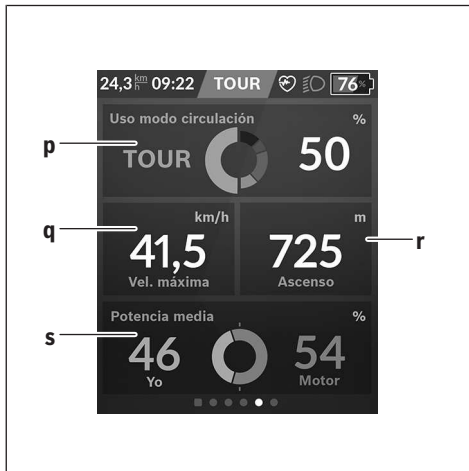 24,3 km/h 09:22 TOUR 76%
Uso modo circulación %
p TOUR 50
q km/h m
41,5 725 r
Vel. máxima Ascenso
Potencia media %
s 46 54
Yo Motor